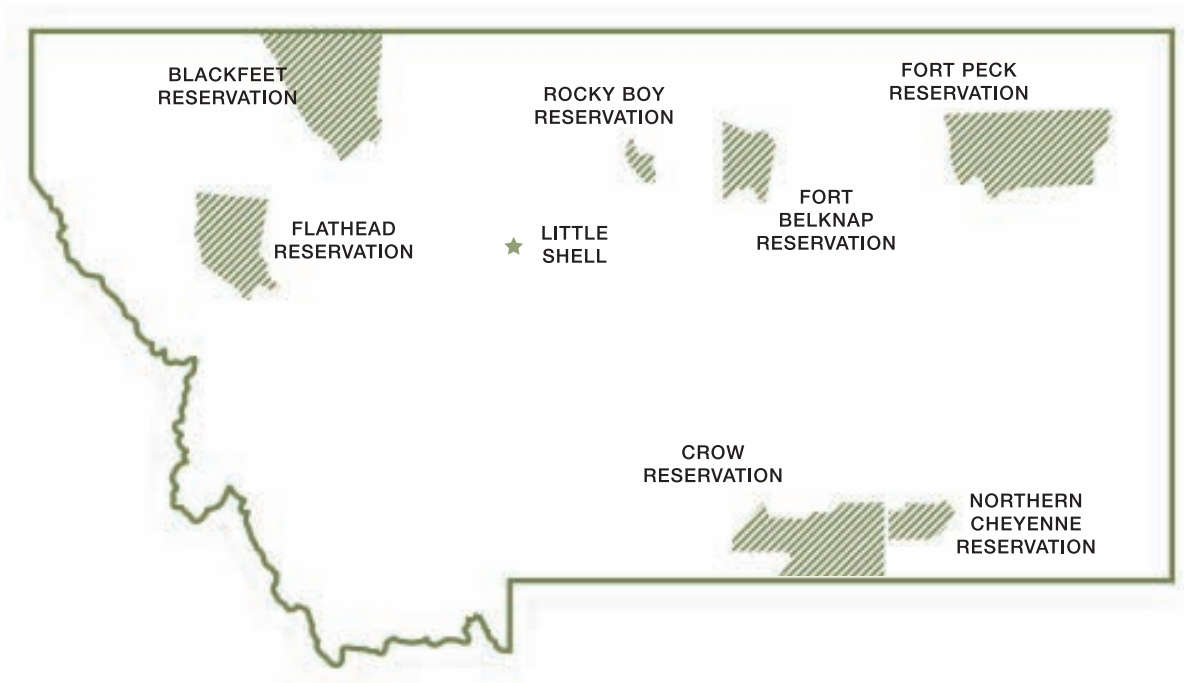 BLACKFEET
RESERVATION
ROCKY BOY
RESERVATION
FORT PECK
RESERVATION
FLATHEAD
RESERVATION
LITTLE
SHELL
FORT
BELKNAP
RESERVATION
CROW
RESERVATION
NORTHERN
CHEYENNE
RESERVATION